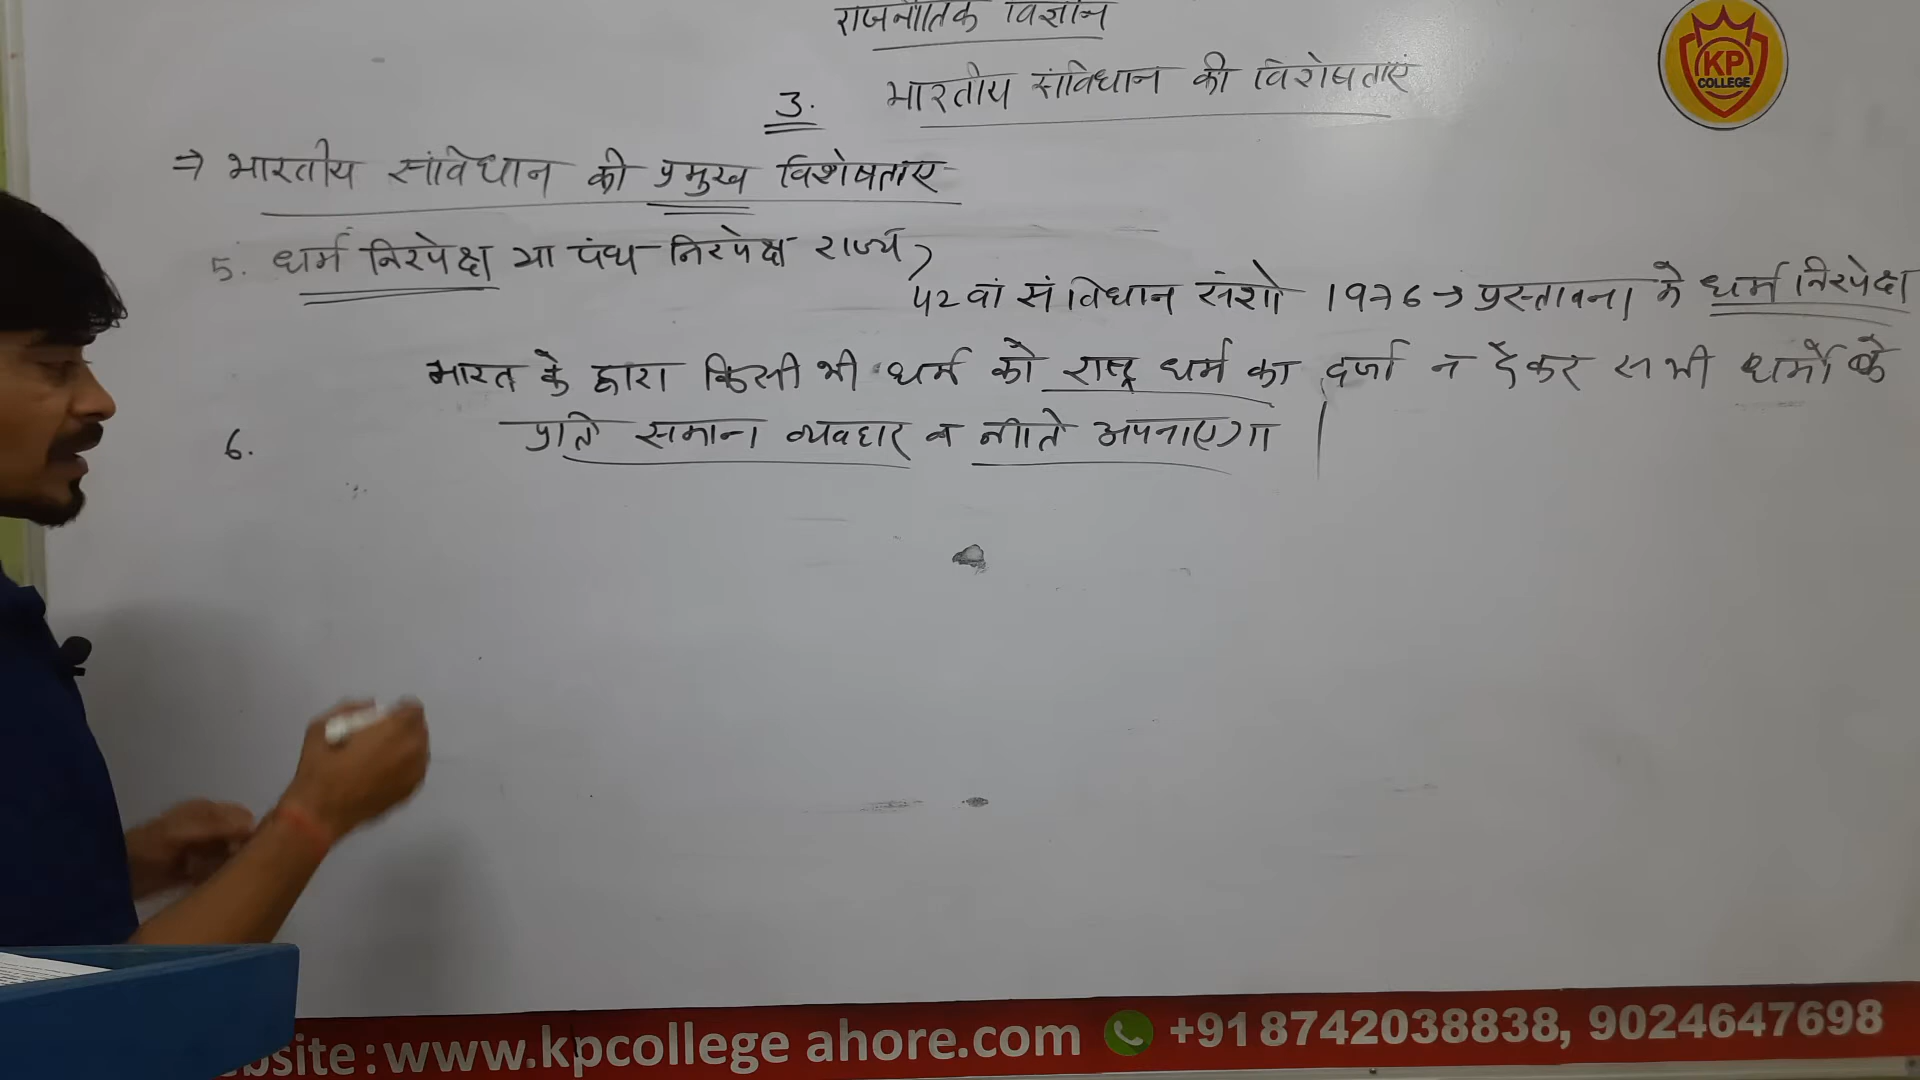 राजनीतिक विज्ञान
3. भारतीय संविधान की विशेषताएं
KP
COLLEGE
⇒ भारतीय संविधान की प्रमुख विशेषताए
5. धर्म निरपेक्ष या पंथ निरपेक्ष राज्य
42 वां संविधान संशो 1976 → प्रस्तावना मे धर्म निरपेक्ष
भारत के द्वारा किसी भी धर्म को राष्ट्र धर्म का दर्जा न देकर सभी धर्मों के
प्रति समान व्यवहार व नीति अपनाएगा |
6.
bsite : www.kpcollege ahore.com +91 8742038838, 9024647698